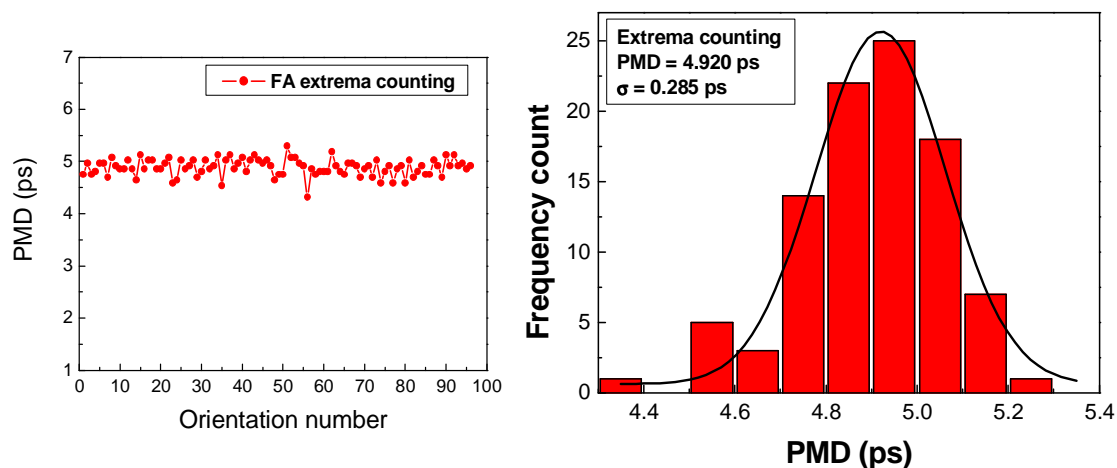 7
6
5
4
3
2
1
PMD (ps)
FA extrema counting
0 10 20 30 40 50 60 70 80 90 100
Orientation number
25
20
15
10
5
0
Frequency count
Extrema counting
PMD = 4.920 ps
σ = 0.285 ps
4.4 4.6 4.8 5.0 5.2 5.4
PMD (ps)